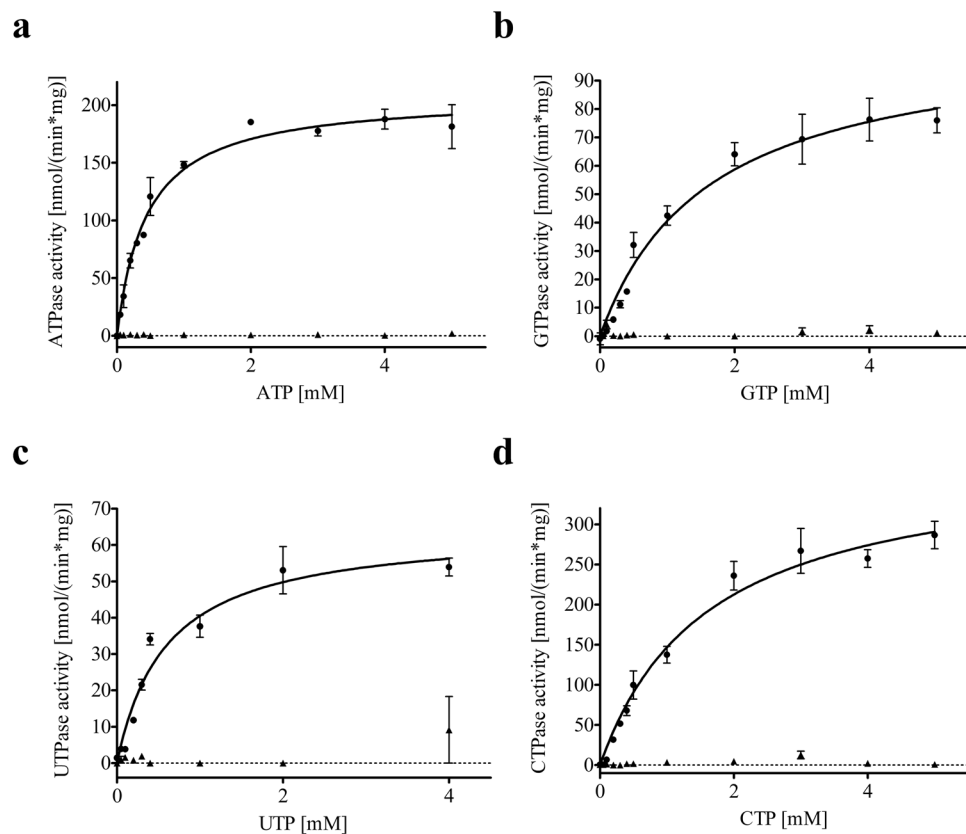 a
ATPase activity [nmol/(min*mg)]
200
150
100
50
0
0 2 4
ATP [mM]
b
GTPase activity [nmol/(min*mg)]
90
80
70
60
50
40
30
20
10
0
0 2 4
GTP [mM]
c
UTPase activity [nmol/(min*mg)]
70
60
50
40
30
20
10
0
0 2 4
UTP [mM]
d
CTPase activity [nmol/(min*mg)]
300
250
200
150
100
50
0
0 2 4
CTP [mM]